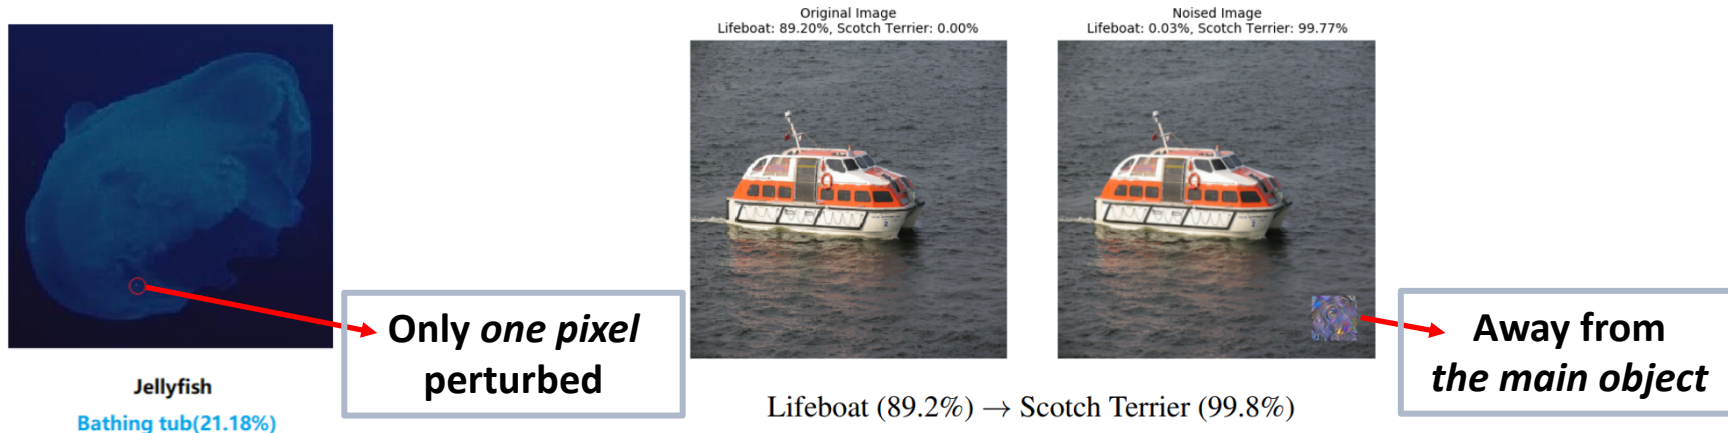 Jellyfish
Bathing tub(21.18%)
Only one pixel
perturbed
Original Image
Lifeboat: 89.20%, Scotch Terrier: 0.00%
Noised Image
Lifeboat: 0.03%, Scotch Terrier: 99.77%
Away from
the main object
Lifeboat (89.2%) → Scotch Terrier (99.8%)